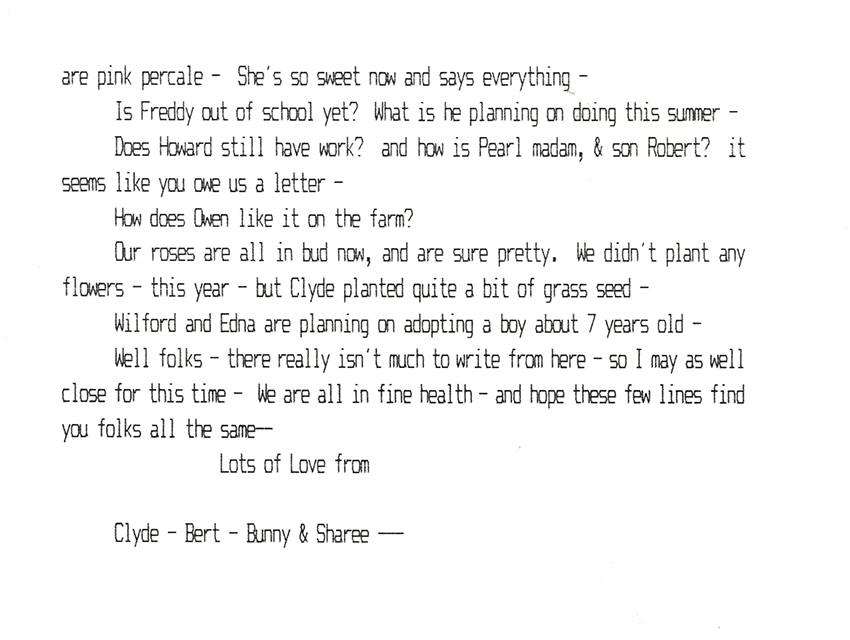 are pink percale - She's so sweet now and says everything -
Is Freddy out of school yet? What is he planning on doing this summer -
Does Howard still have work? and how is Pearl madam, & son Robert? it
seems like you owe us a letter -
How does Owen like it on the farm?
Our roses are all in bud now, and are sure pretty. We didn't plant any
flowers - this year - but Clyde planted quite a bit of grass seed -
Wilford and Edna are planning on adopting a boy about 7 years old -
Well folks - there really isn't much to write from here - so I may as well
close for this time - We are all in fine health - and hope these few lines find
you folks all the same--
Lots of Love from
Clyde - Bert - Bunny & Sharee --